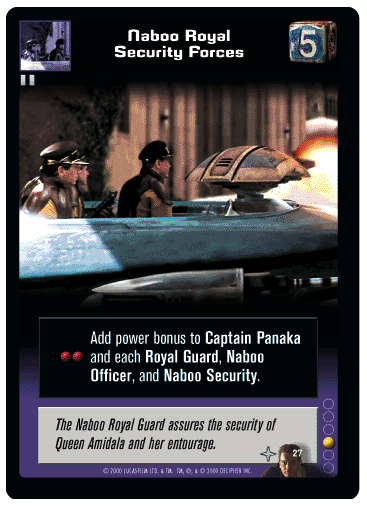 Naboo Royal
Security Forces
5
Add power bonus to Captain Panaka
and each Royal Guard, Naboo
Officer, and Naboo Security.
The Naboo Royal Guard assures the security of
Queen Amidala and her entourage.
27
© 2000 LUCASFILM LTD. & TM. TM, ®, & © 2000 DECIPHER INC.